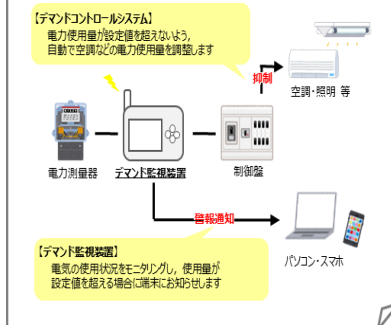 【デマンドコントロールシステム】
電力使用量が設定値を超えないよう,
自動で空調などの電力使用量を調整します
抑制
空調・照明 等
電力測量器
デマンド監視装置
制御盤
警報通知
パソコン・スマホ
【デマンド監視装置】
電気の使用状況をモニタリングし, 使用量が
設定値を超える場合に端末にお知らせします